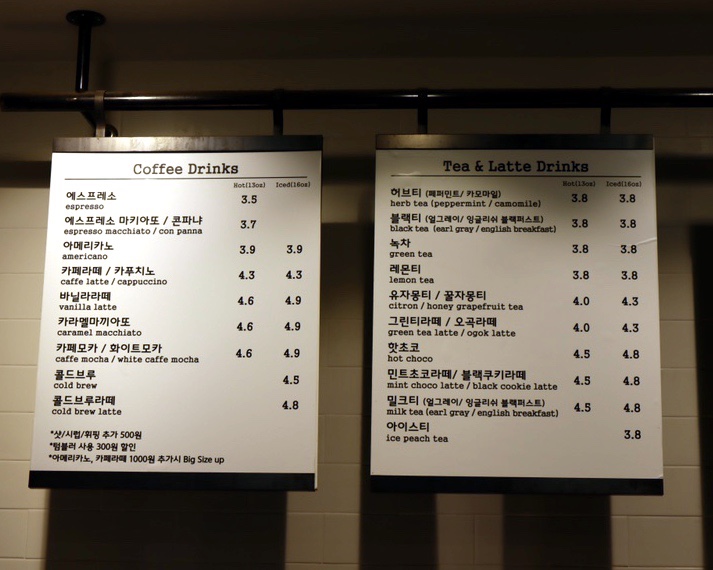 Coffee Drinks
Hot(13oz) Iced(16oz)
에스프레소 3.5
espresso
에스프레소 마키아또 / 콘파냐 3.7
espresso macchiato / con panna
아메리카노 3.9 3.9
americano
카페라떼 / 카푸치노 4.3 4.3
caffe latte / cappuccino
바닐라라떼 4.6 4.9
vanilla latte
카라멜마끼아또 4.6 4.9
caramel macchiato
카페모카 / 화이트모카 4.6 4.9
caffe mocha / white caffe mocha
콜드브루 4.5
cold brew
콜드브루라떼 4.8
cold brew latte
*샷/시럽/휘핑 추가 500원
*텀블러 사용 300원 할인
*아메리카노, 카페라떼 1000원 추가시 Big Size up
Tea & Latte Drinks
Hot(13oz) Iced(16oz)
허브티 (페퍼민트/ 카모마일) 3.8 3.8
herb tea (peppermint / camomile)
블랙티 (얼그레이/ 잉글리쉬 블랙퍼스트) 3.8 3.8
black tea (earl gray / english breakfast)
녹차 3.8 3.8
green tea
레몬티 3.8 3.8
lemon tea
유자몽티 / 꿀자몽티 4.0 4.3
citron / honey grapefruit tea
그린티라떼 / 오곡라떼 4.0 4.3
green tea latte / ogok latte
핫초코 4.5 4.8
hot choco
민트초코라떼/ 블랙쿠키라떼 4.5 4.8
mint choco latte / black cookie latte
밀크티 (얼그레이/ 잉글리쉬 블랙퍼스트) 4.5 4.8
milk tea (earl gray / english breakfast)
아이스티 3.8
ice peach tea